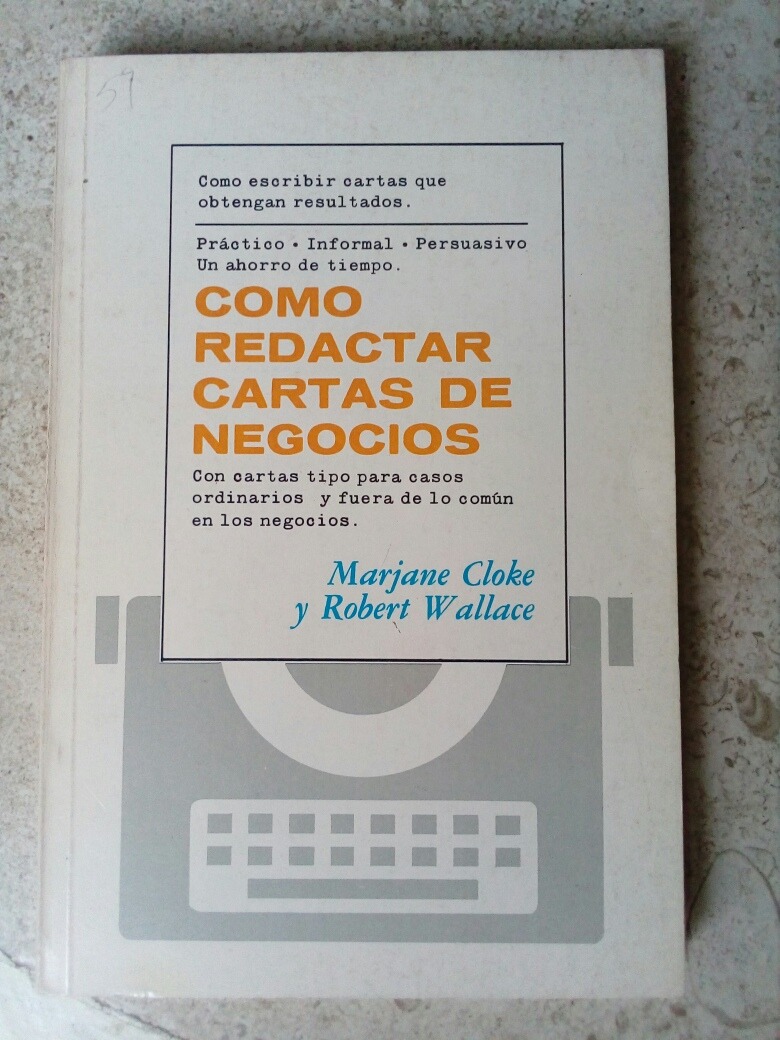 57
Como escribir cartas que
obtengan resultados.
Práctico • Informal • Persuasivo
Un ahorro de tiempo.
COMO
REDACTAR
CARTAS DE
NEGOCIOS
Con cartas tipo para casos
ordinarios y fuera de lo común
en los negocios.
Marjane Cloke
y Robert Wallace